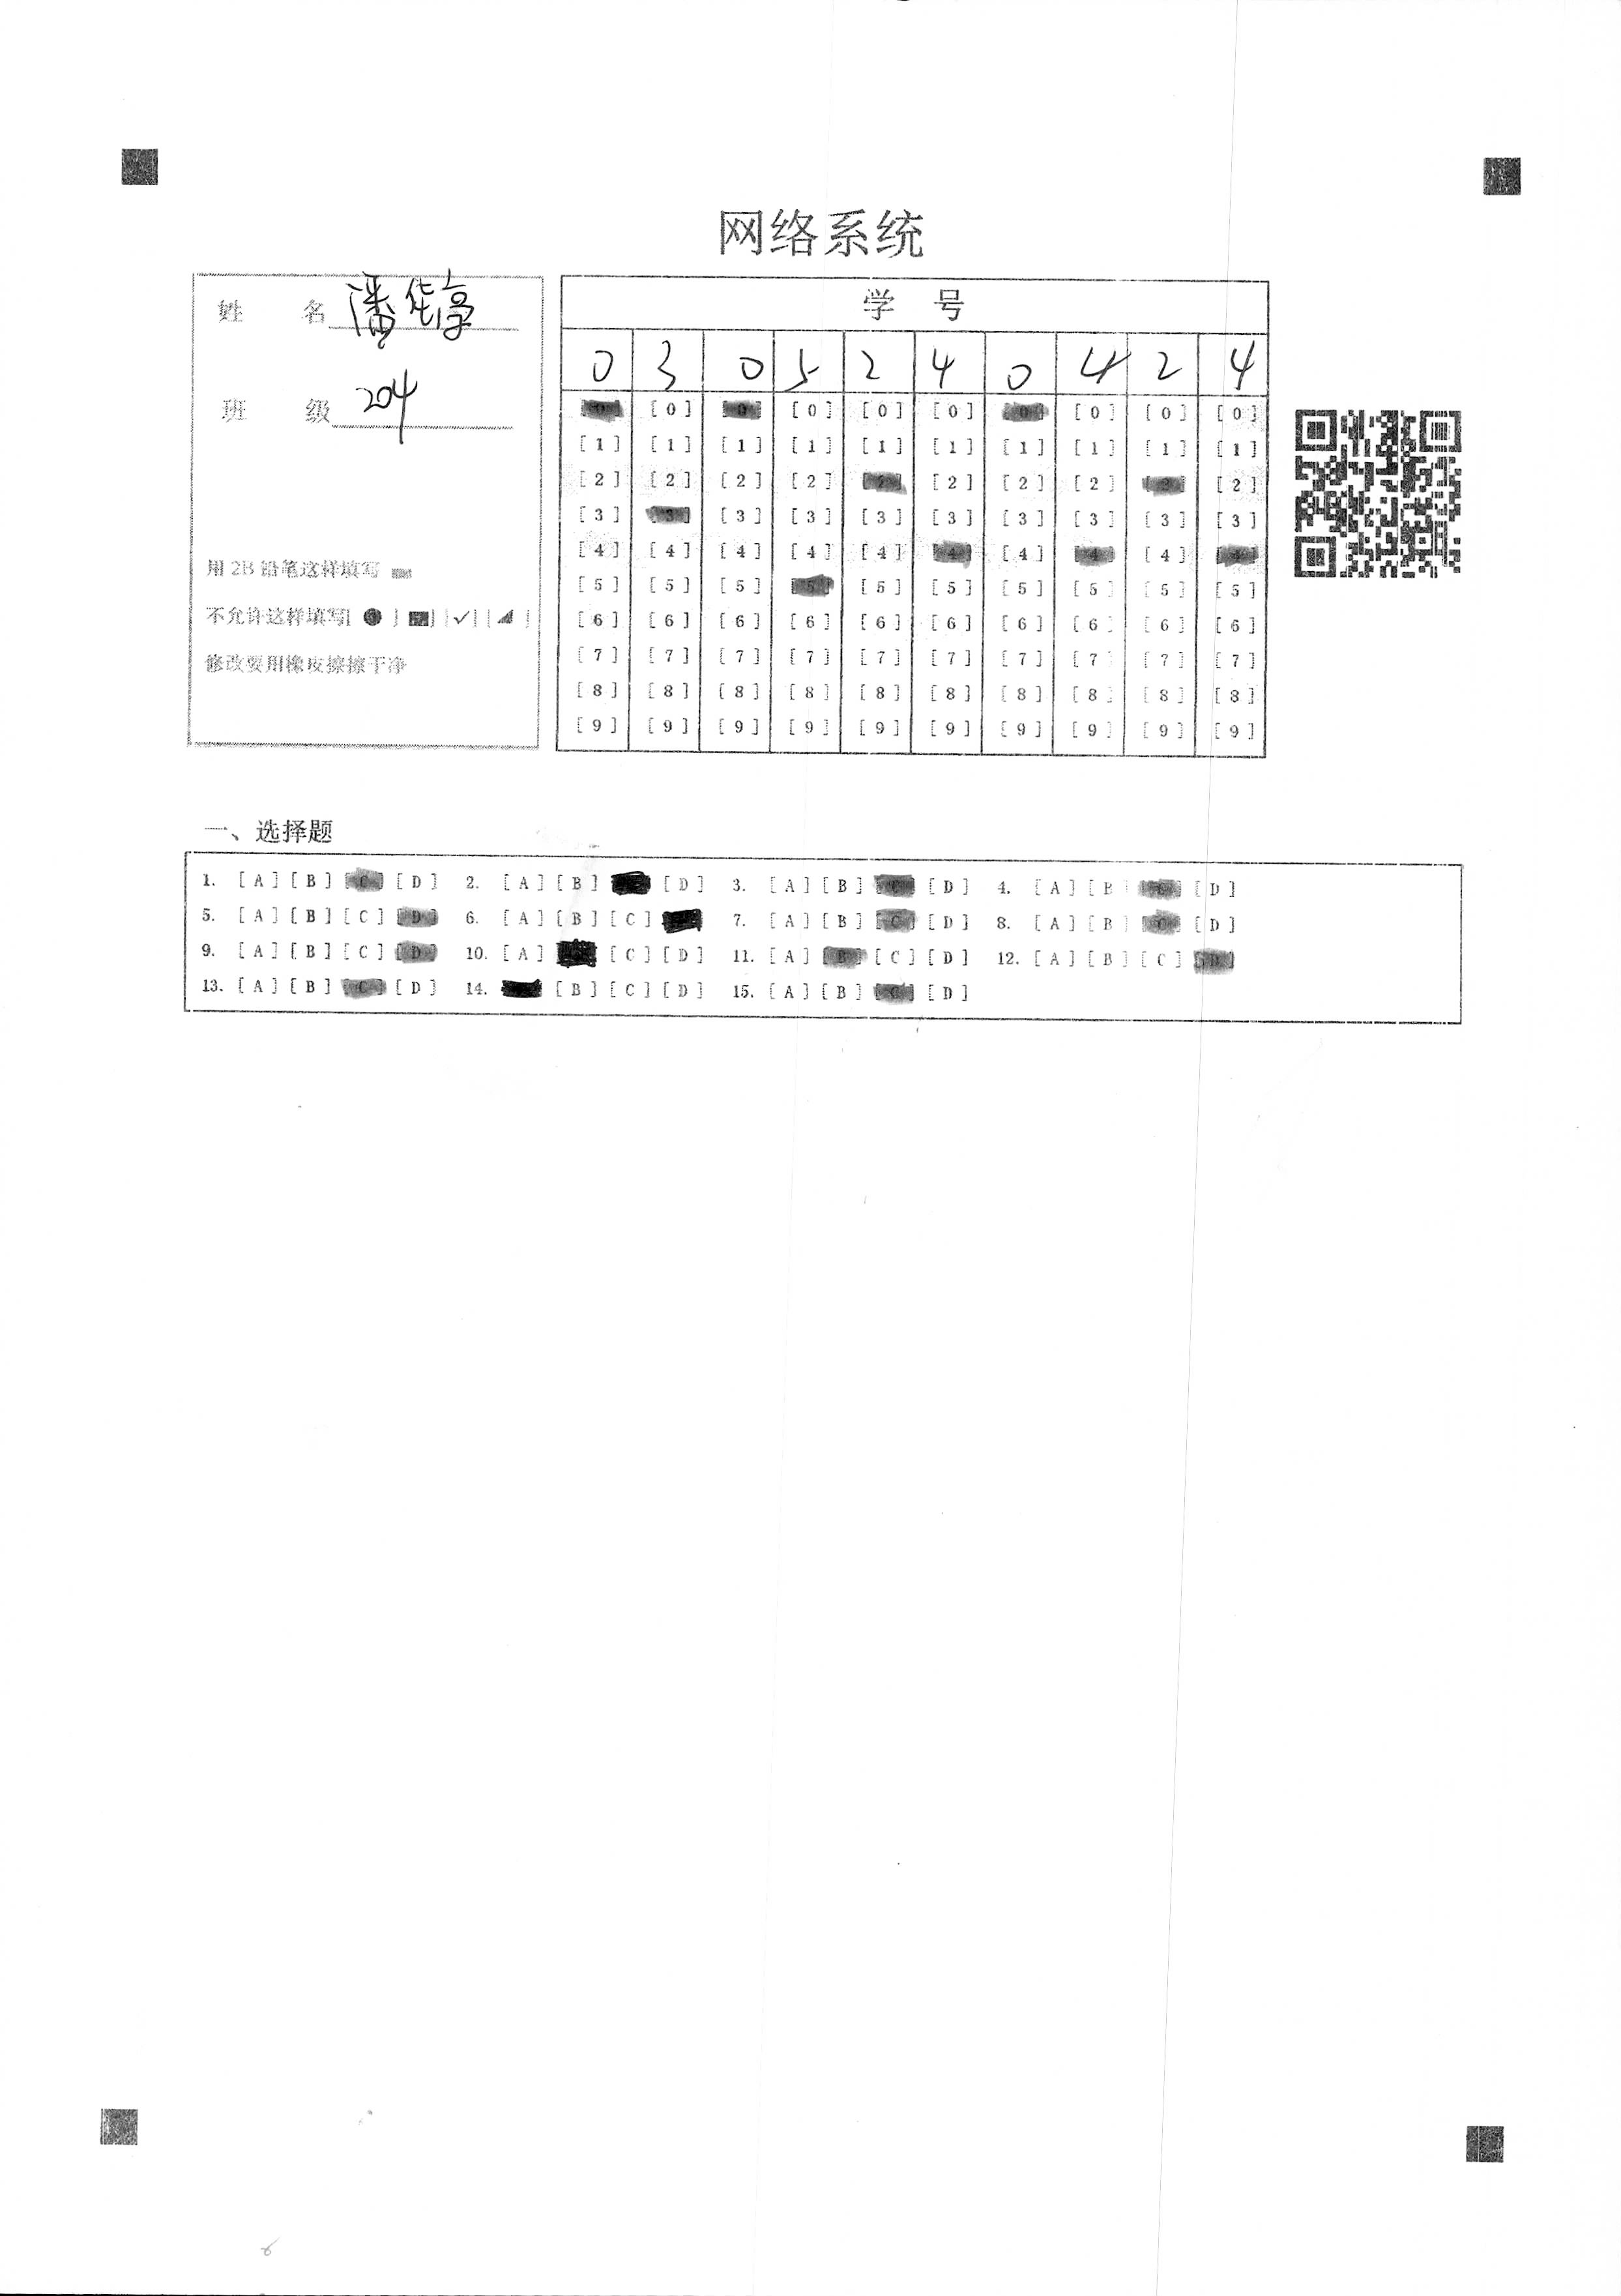 网络系统
姓 名 潘华淳
班 级 204
用2B铅笔这样填写
不允许这样填写[ ● ] [ ✓ ] [ ]
修改要用橡皮擦擦干净
学 号
0 3 0 5 2 4 0 4 2 4
[0] [0] [0] [0] [0] [0] [0] [0] [0] [0]
[1] [1] [1] [1] [1] [1] [1] [1] [1] [1]
[2] [2] [2] [2] [2] [2] [2] [2] [2] [2]
[3] [3] [3] [3] [3] [3] [3] [3] [3] [3]
[4] [4] [4] [4] [4] [4] [4] [4] [4] [4]
[5] [5] [5] [5] [5] [5] [5] [5] [5] [5]
[6] [6] [6] [6] [6] [6] [6] [6] [6] [6]
[7] [7] [7] [7] [7] [7] [7] [7] [7] [7]
[8] [8] [8] [8] [8] [8] [8] [8] [8] [8]
[9] [9] [9] [9] [9] [9] [9] [9] [9] [9]
一、选择题
1. [A] [B] [C] [D] 2. [A] [B] [D] 3. [A] [B] [C] [D] 4. [A] [B] [C] [D]
5. [A] [B] [C] [D] 6. [A] [B] [C] 7. [A] [B] [C] [D] 8. [A] [B] [C] [D]
9. [A] [B] [C] [D] 10. [A] [C] [D] 11. [A] [B] [C] [D] 12. [A] [B] [C] [D]
13. [A] [B] [C] [D] 14. [B] [C] [D] 15. [A] [B] [C] [D]